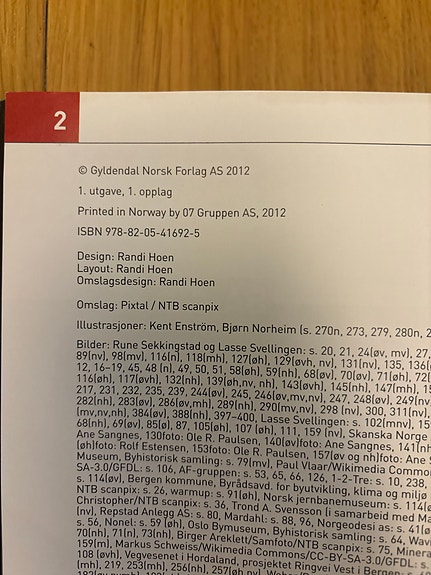 2
© Gyldendal Norsk Forlag AS 2012
1. utgave, 1. opplag
Printed in Norway by 07 Gruppen AS, 2012
ISBN 978-82-05-41692-5
Design: Randi Hoen
Layout: Randi Hoen
Omslagsdesign: Randi Hoen
Omslag: Pixtal / NTB scanpix
Illustrasjoner: Kent Enström, Bjørn Norheim (s. 270n, 273, 279, 280n, 2
Bilder: Rune Sekkingstad og Lasse Svellingen: s. 20, 21, 24(øv, mv), 27,
89(nv), 98(mv), 116(n), 118(mh), 127(øh), 129(øvh, nv), 131(nv), 135, 136(
12, 16–19, 45, 48 (n), 49, 50, 51, 58(øh), 59(nh), 68(øv), 70(øv), 71(øh), 72(
116(øh), 117(øvh), 132(nh), 139(øh,nv, nh), 143(øvh), 145(nh), 147(mh), 15
217, 231, 232, 235, 239, 244(øv), 245, 246(øv,mv,nv), 247, 248(øv), 249(nv)
282(nh), 283(øv), 286(øv,mh), 289(nh), 290(mv,nv), 298 (nv), 300, 311(nv),
(mv,nv,nh), 384(øv), 388(nh), 397–400, Lasse Svellingen: s. 102(mnv), 15
68(nh), 69(øv), 85(ø), 87, 105(øh), 107 (øh), 111, 159 (nv), Skanska Norge
Ane Sangnes, 130foto: Ole R. Paulsen, 140(øv)foto: Ane Sangnes, 141(nh
(øh)foto: Rolf Estensen, 153foto: Ole R. Paulsen, 157(øv og nh)foto: Ane S
Museum, Byhistorisk samling: s. 79(mv), Paul Vlaar/Wikimedia Commo
SA-3.0/GFDL: s. 106, AF-gruppen: s. 53, 65, 66, 126, 1-2-Tre: s. 10, 238,
s. 114(øv), Bergen kommune, Byrådsavd. for byutvikling, klima og miljø
NTB scanpix: s. 26, warmup: s. 91(øh), Norsk jernbanemuseum: s. 114(ø
Christopher/NTB scanpix: s. 36, Trond A. Svensson (i samarbeid med Ma
(nv), Repstad Anlegg AS: s. 80, Mardahl: s. 88, 96, Norgeodesi as: s. 41(ø
s. 56, Nonel: s. 59 (øh), Oslo Bymuseum, Byhistorisk samling: s. 64, Wav
70(nh), 71(n), 73(nh), Birger Areklett/Samfoto/NTB scanpix: s. 75, Minera
159(m), Markus Schweiss/Wikimedia Commons/CC-BY-SA-3.0/GFDL: s.
108 (øvh), Vegvesenet i Hordaland, prosjektet Ringvei Vest i Bergen: s.
(mh), 219, 253(mh), 256(nh), 257(øh,nv),